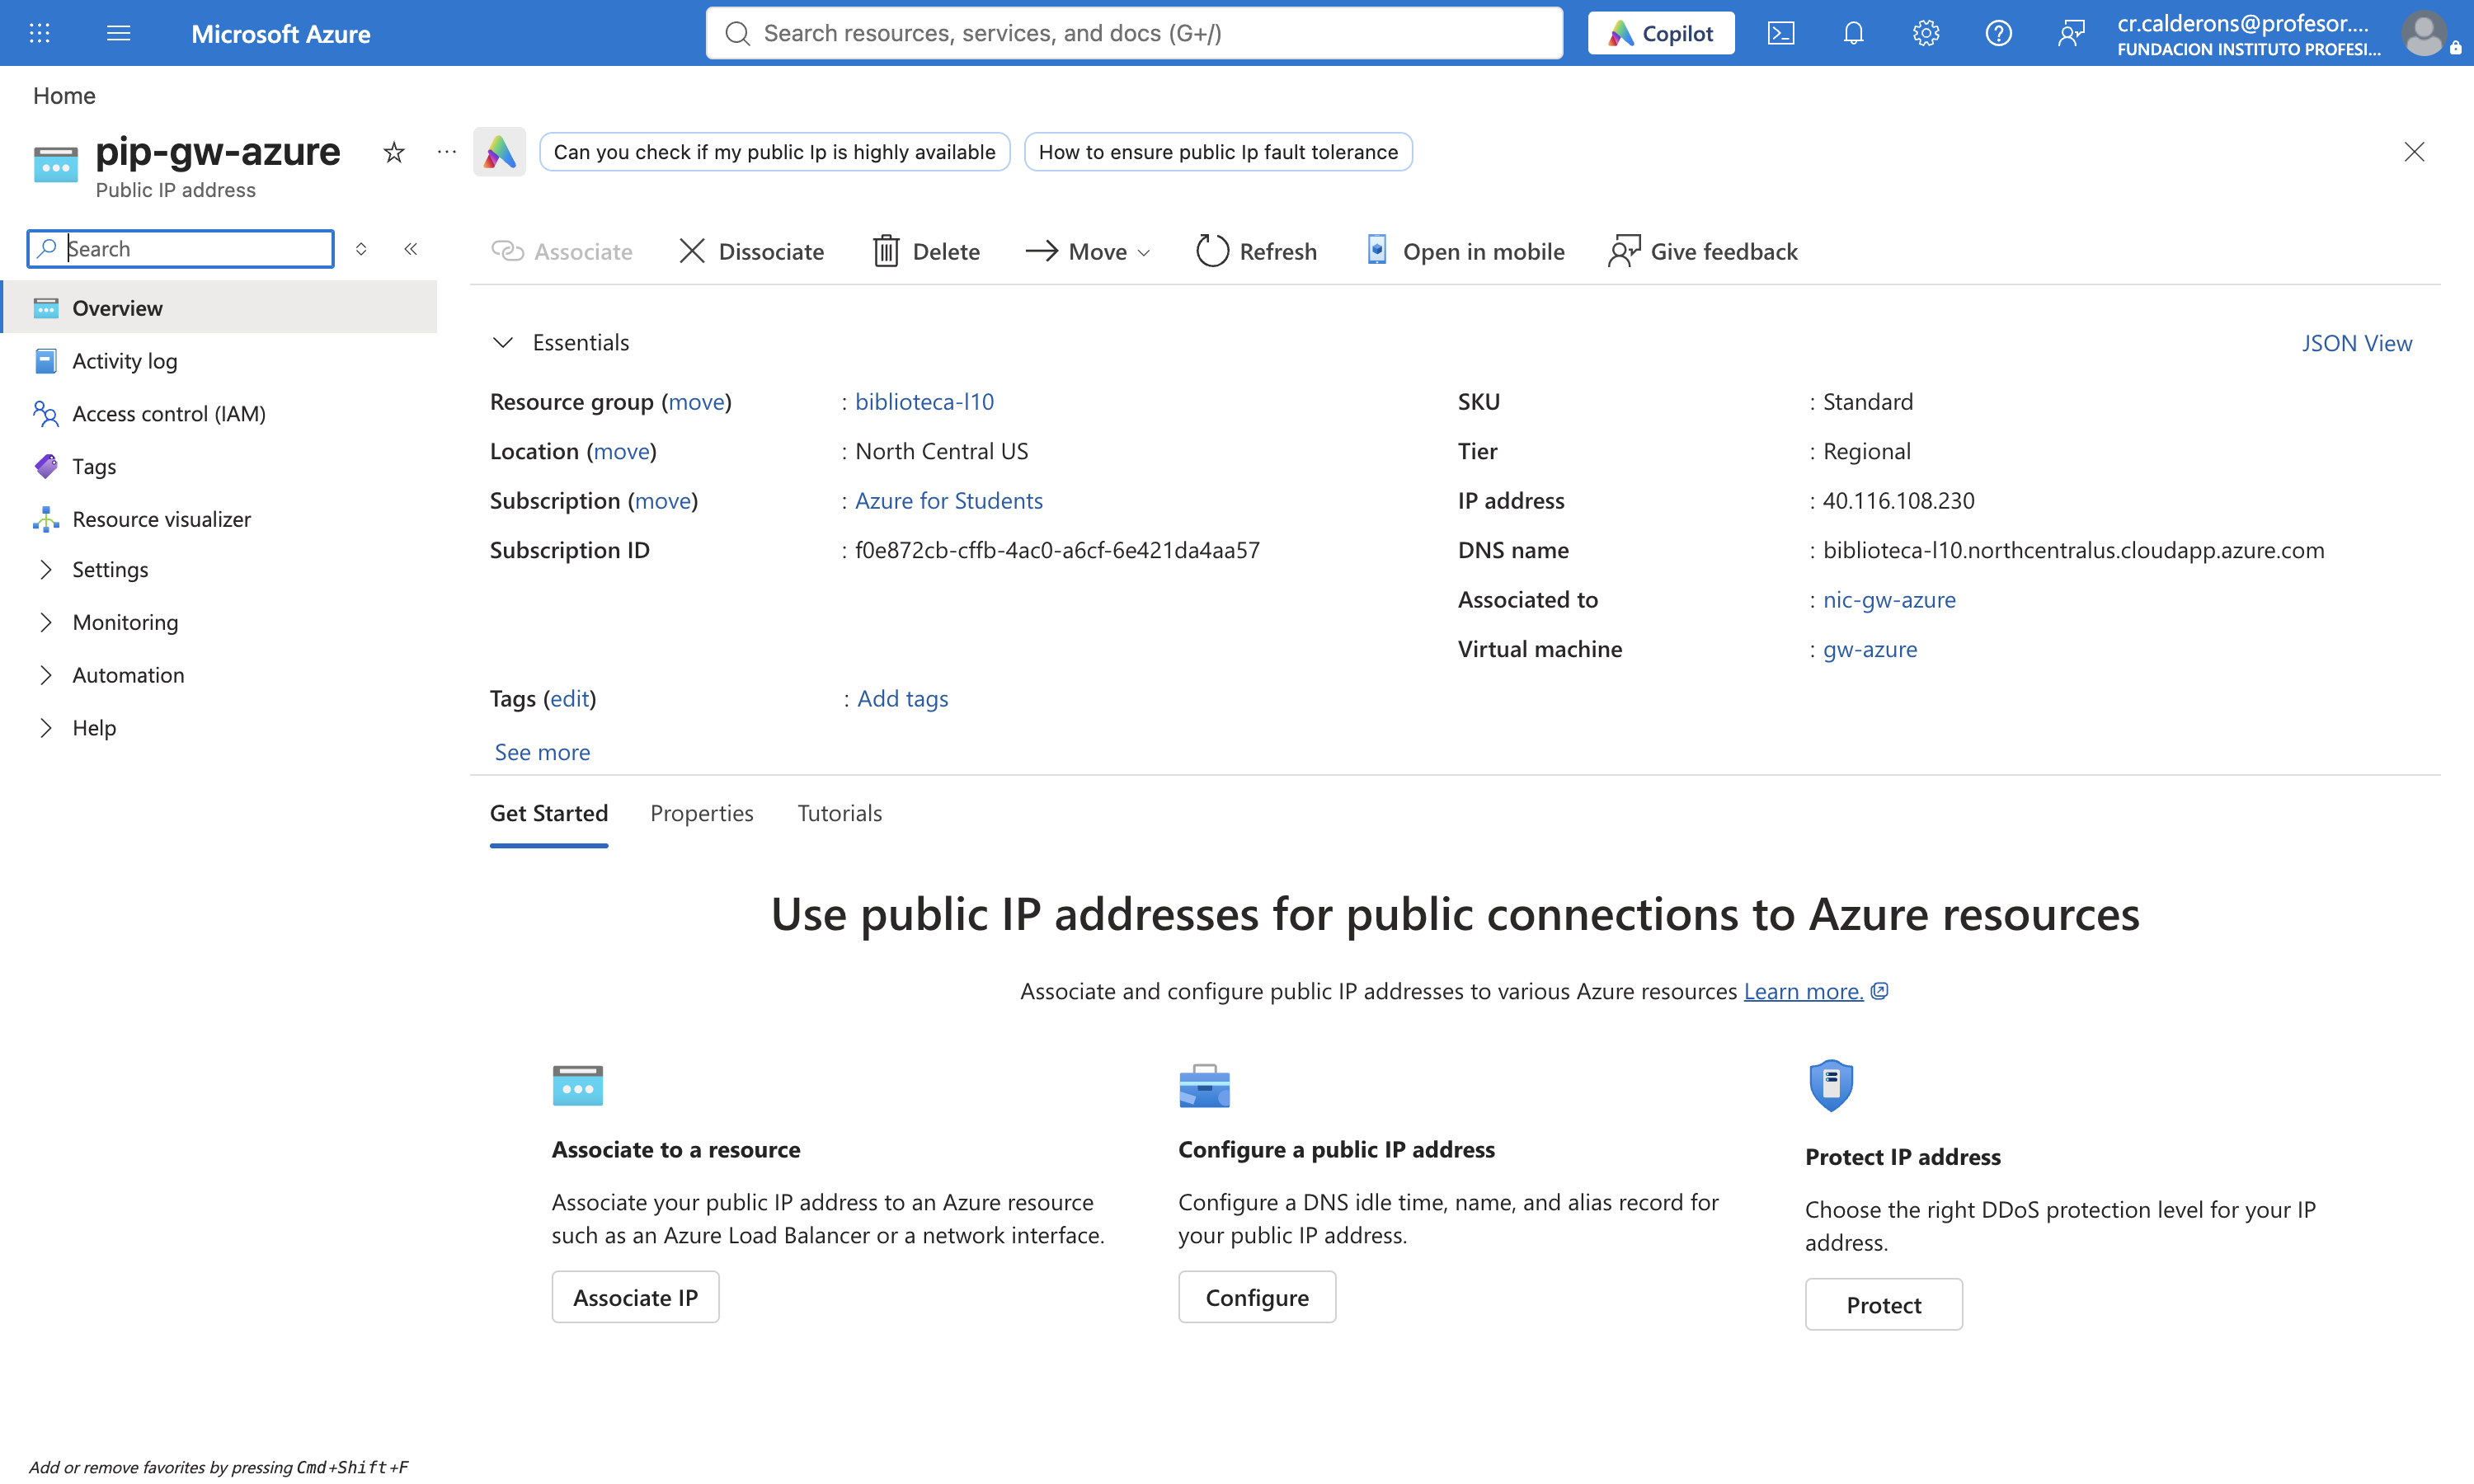 Microsoft Azure
Search resources, services, and docs (G+/)
Copilot
cr.calderons@profesor....
FUNDACION INSTITUTO PROFESI...
Home
pip-gw-azure
Public IP address
Can you check if my public Ip is highly available
How to ensure public Ip fault tolerance
Search
Associate
Dissociate
Delete
Move
Refresh
Open in mobile
Give feedback
Overview
Activity log
Access control (IAM)
Tags
Resource visualizer
Settings
Monitoring
Automation
Help
Essentials
JSON View
Resource group (move) : biblioteca-l10
Location (move) : North Central US
Subscription (move) : Azure for Students
Subscription ID : f0e872cb-cffb-4ac0-a6cf-6e421da4aa57
SKU : Standard
Tier : Regional
IP address : 40.116.108.230
DNS name : biblioteca-l10.northcentralus.cloudapp.azure.com
Associated to : nic-gw-azure
Virtual machine : gw-azure
Tags (edit) : Add tags
See more
Get Started
Properties
Tutorials
Use public IP addresses for public connections to Azure resources
Associate and configure public IP addresses to various Azure resources Learn more.
Associate to a resource
Associate your public IP address to an Azure resource
such as an Azure Load Balancer or a network interface.
Associate IP
Configure a public IP address
Configure a DNS idle time, name, and alias record for
your public IP address.
Configure
Protect IP address
Choose the right DDoS protection level for your IP
address.
Protect
Add or remove favorites by pressing Cmd+Shift+F